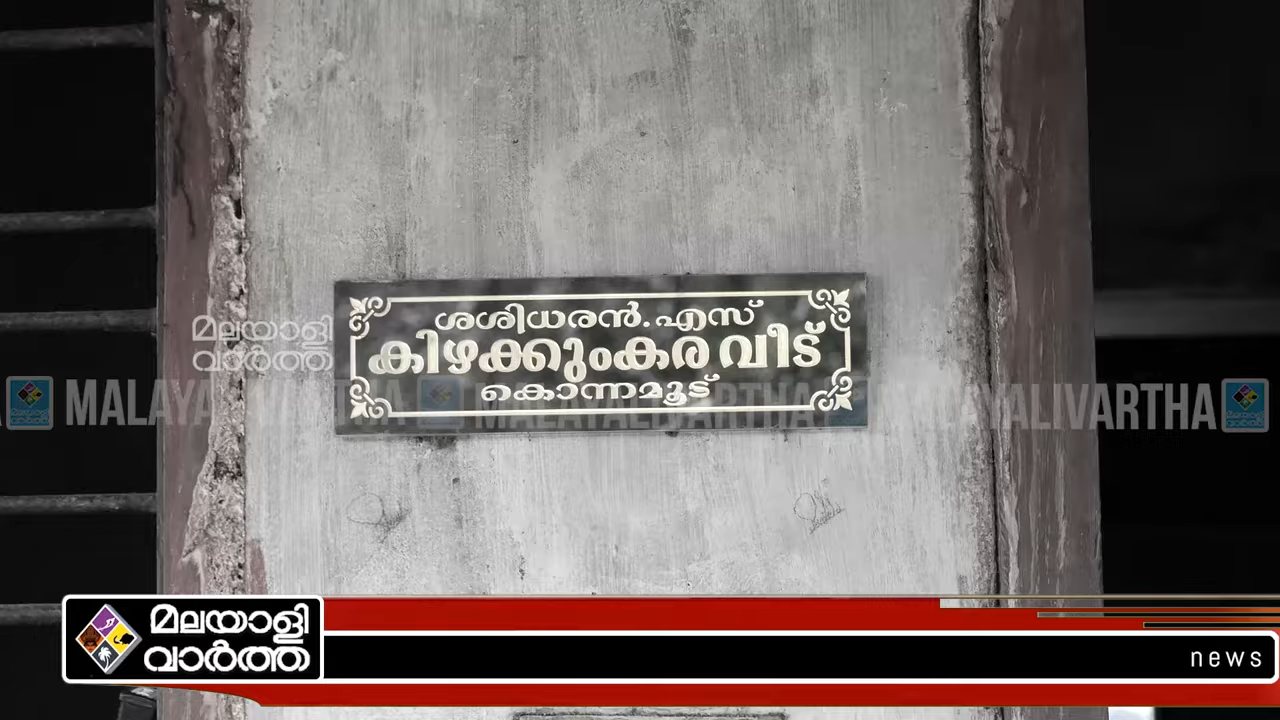 ശശിധരൻ.എസ്
കിഴക്കുംകര വീട്
കൊന്നമൂട്
മലയാളി
വാർത്ത
MALAYALIVARTHA
മലയാളി
വാർത്ത
news